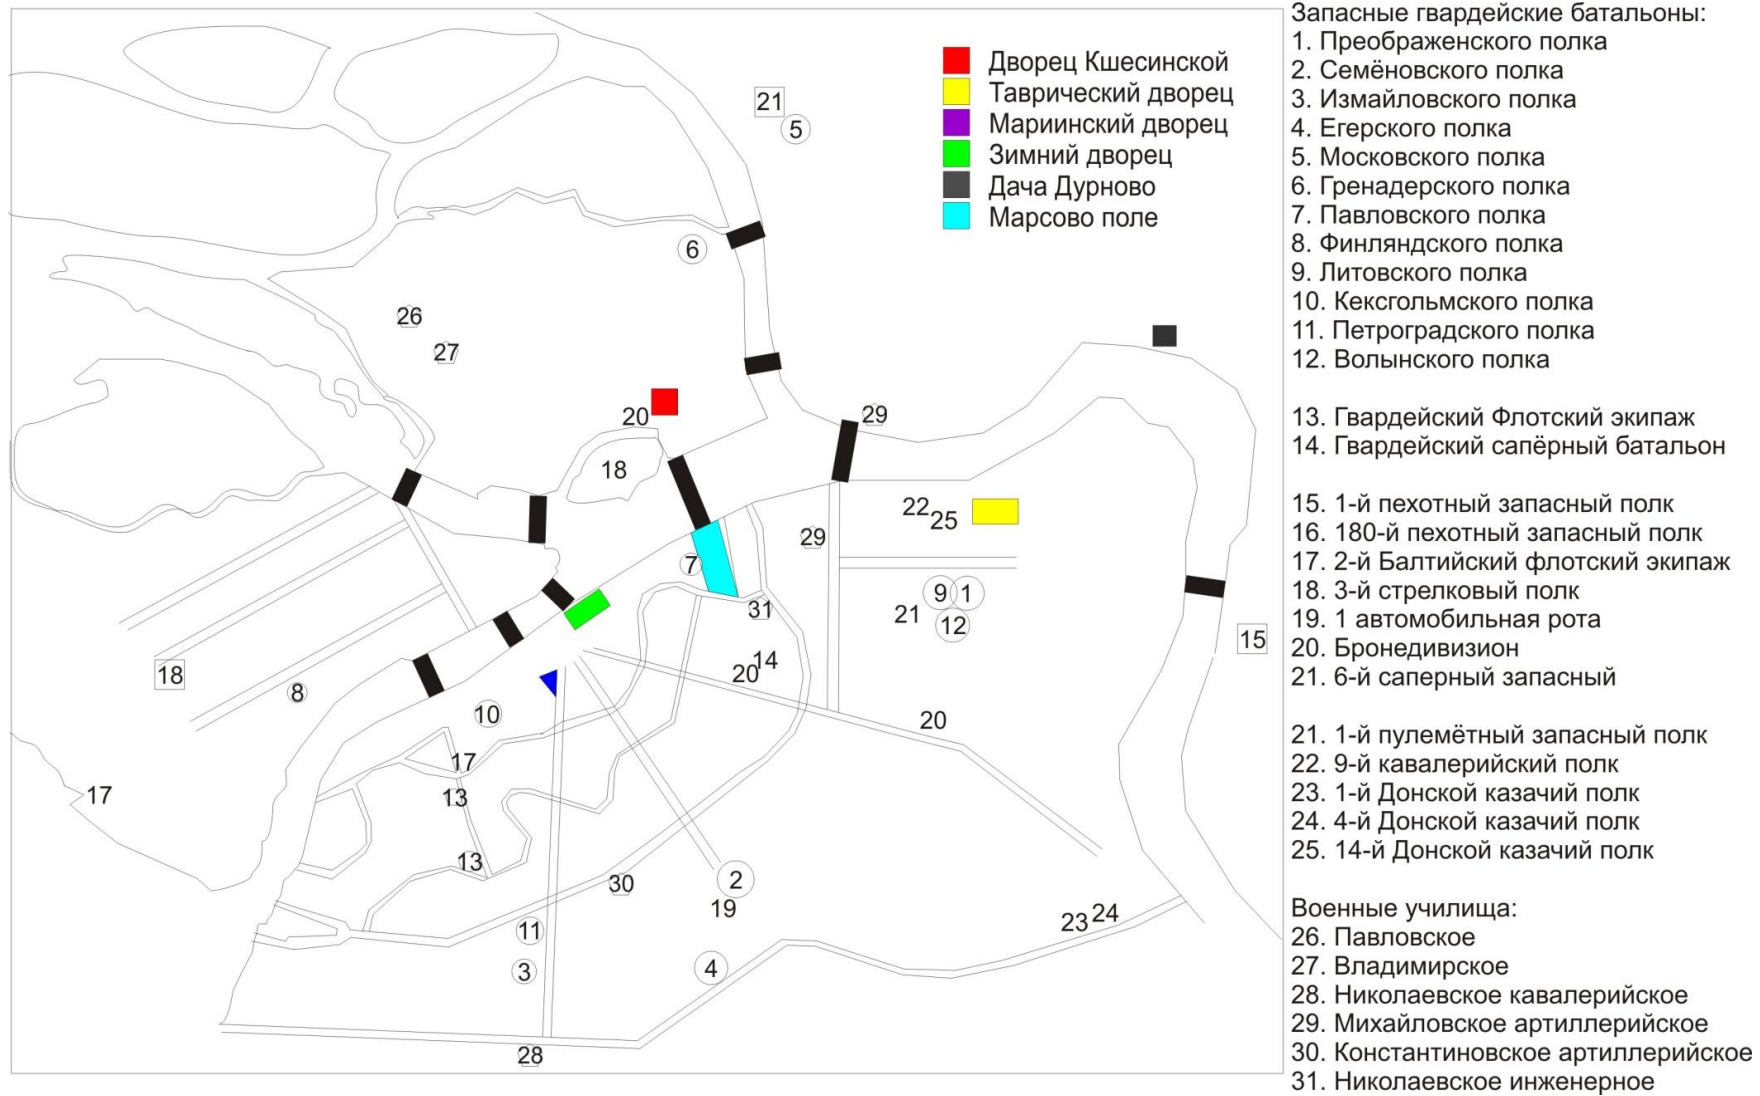 Дворец Кшесинской
Таврический дворец
Мариинский дворец
Зимний дворец
Дача Дурново
Марсово поле
21
5
6
26
27
20
29
18
22
25
29
7
31
9
1
21
12
15
18
8
14
20
10
20
17
17
13
13
30
2
19
11
23
24
3
4
28
Запасные гвардейские батальоны:
1. Преображенского полка
2. Семёновского полка
3. Измайловского полка
4. Егерского полка
5. Московского полка
6. Гренадерского полка
7. Павловского полка
8. Финляндского полка
9. Литовского полка
10. Кексгольмского полка
11. Петроградского полка
12. Волынского полка
13. Гвардейский Флотский экипаж
14. Гвардейский сапёрный батальон
15. 1-й пехотный запасный полк
16. 180-й пехотный запасный полк
17. 2-й Балтийский флотский экипаж
18. 3-й стрелковый полк
19. 1 автомобильная рота
20. Бронедивизион
21. 6-й саперный запасный
21. 1-й пулемётный запасный полк
22. 9-й кавалерийский полк
23. 1-й Донской казачий полк
24. 4-й Донской казачий полк
25. 14-й Донской казачий полк
Военные училища:
26. Павловское
27. Владимирское
28. Николаевское кавалерийское
29. Михайловское артиллерийское
30. Константиновское артиллерийское
31. Николаевское инженерное